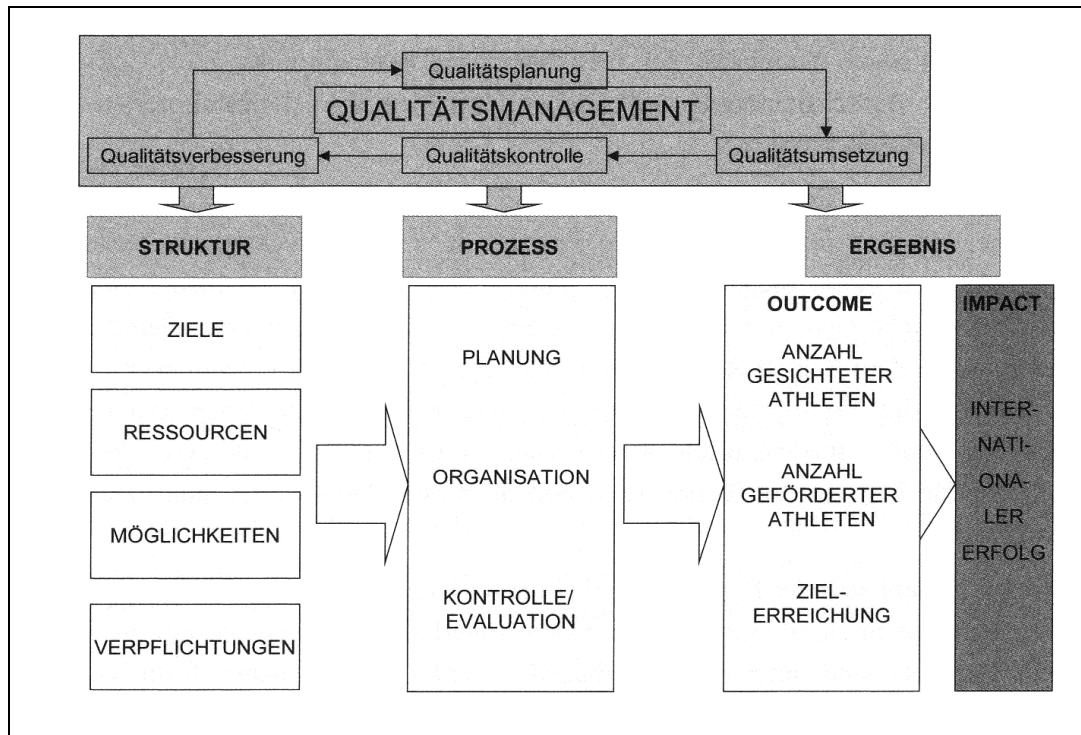 Qualitätsplanung
QUALITÄTSMANAGEMENT
Qualitätsverbesserung
Qualitätskontrolle
Qualitätsumsetzung
STRUKTUR
ZIELE
RESSOURCEN
MÖGLICHKEITEN
VERPFLICHTUNGEN
PROZESS
PLANUNG
ORGANISATION
KONTROLLE/
EVALUATION
ERGEBNIS
OUTCOME
ANZAHL
GESICHTETER
ATHLETEN
ANZAHL
GEFÖRDERTER
ATHLETEN
ZIEL-
ERREICHUNG
IMPACT
INTER-
NATI-
ONA-
LER
ERFOLG